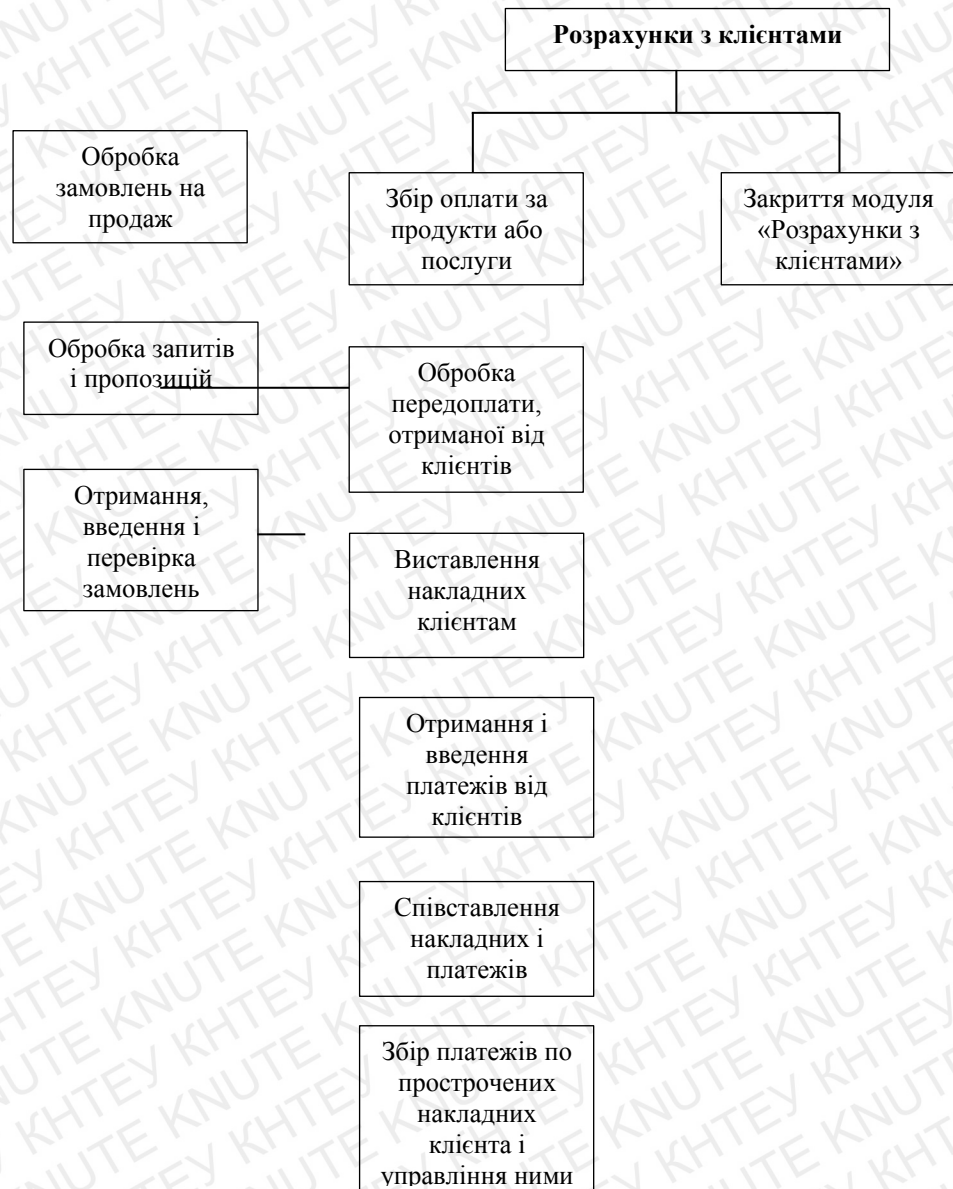 Розрахунки з клієнтами
Обробка
замовлень на
продаж
Збір оплати за
продукти або
послуги
Закриття модуля
«Розрахунки з
клієнтами»
Обробка запитів
і пропозицій
Обробка
передоплати,
отриманої від
клієнтів
Отримання,
введення і
перевірка
замовлень
Виставлення
накладних
клієнтам
Отримання і
введення
платежів від
клієнтів
Співставлення
накладних і
платежів
Збір платежів по
прострочених
накладних
клієнта і
управління ними